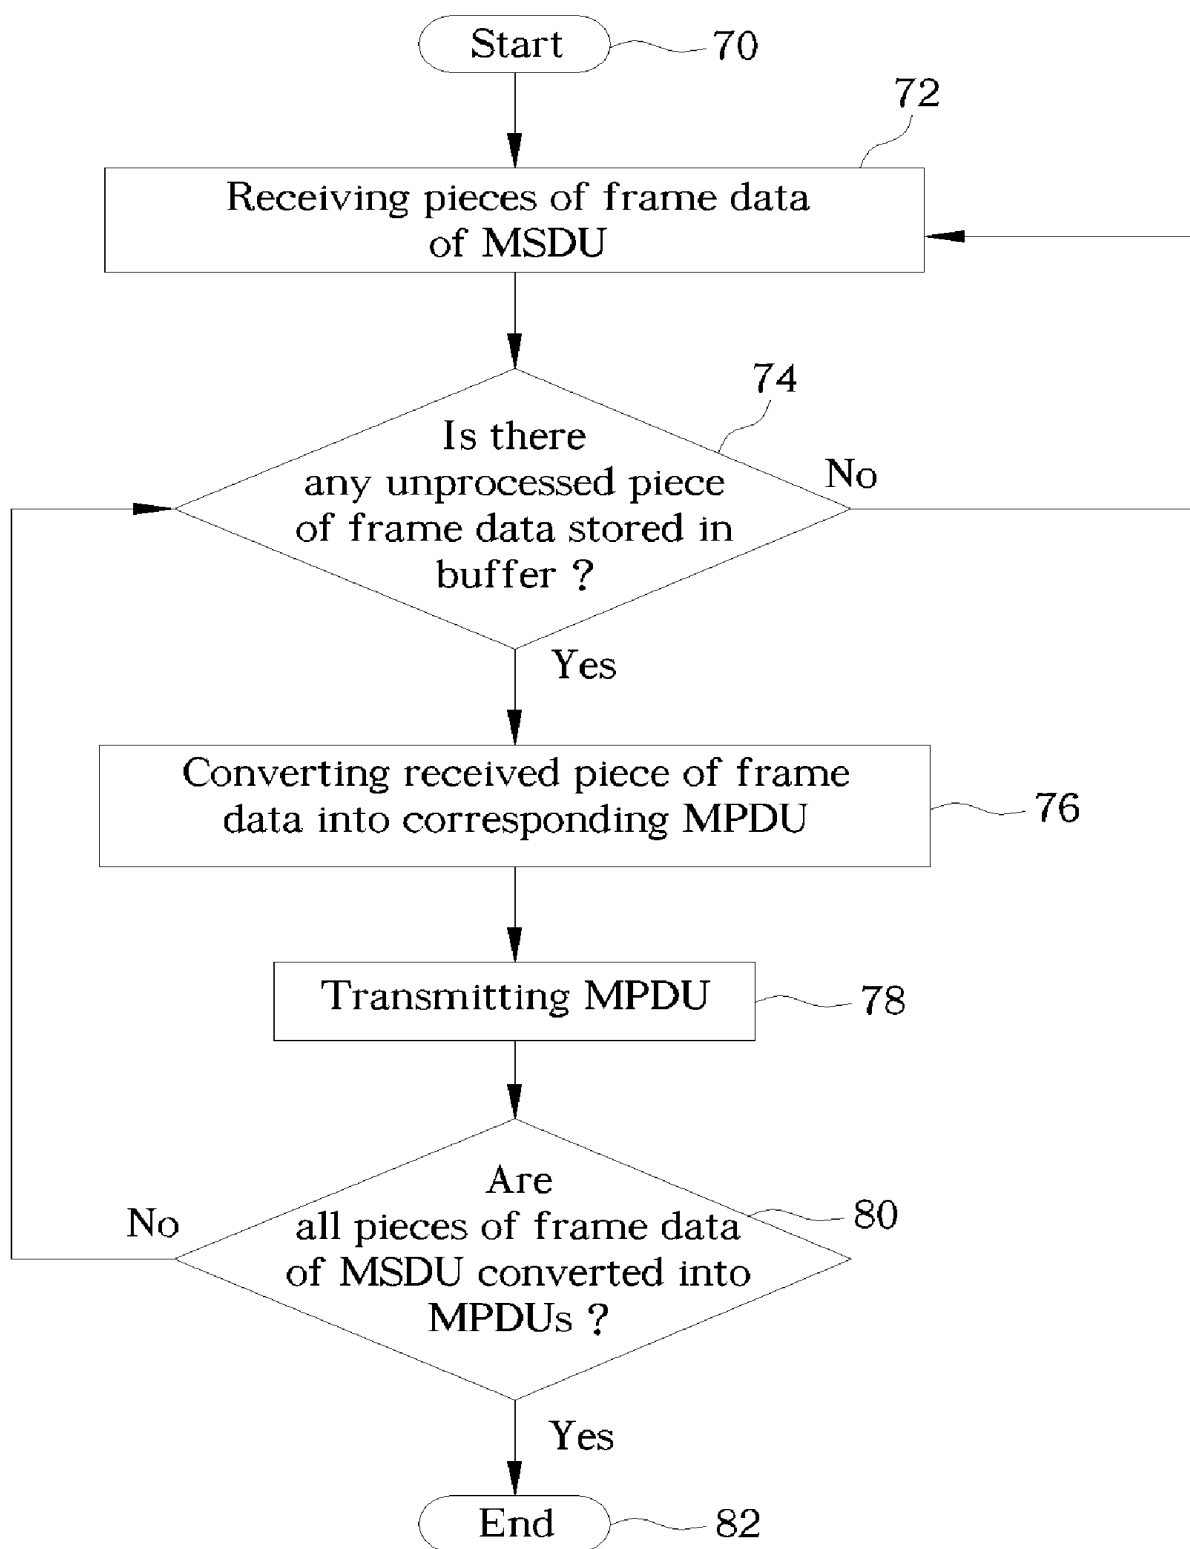 Start
70
72
Receiving pieces of frame data
of MSDU
74
Is there
any unprocessed piece
of frame data stored in
buffer ?
No
Yes
Converting received piece of frame
data into corresponding MPDU
76
Transmitting MPDU
78
Are
all pieces of frame data
of MSDU converted into
MPDUs ?
80
No
Yes
End
82